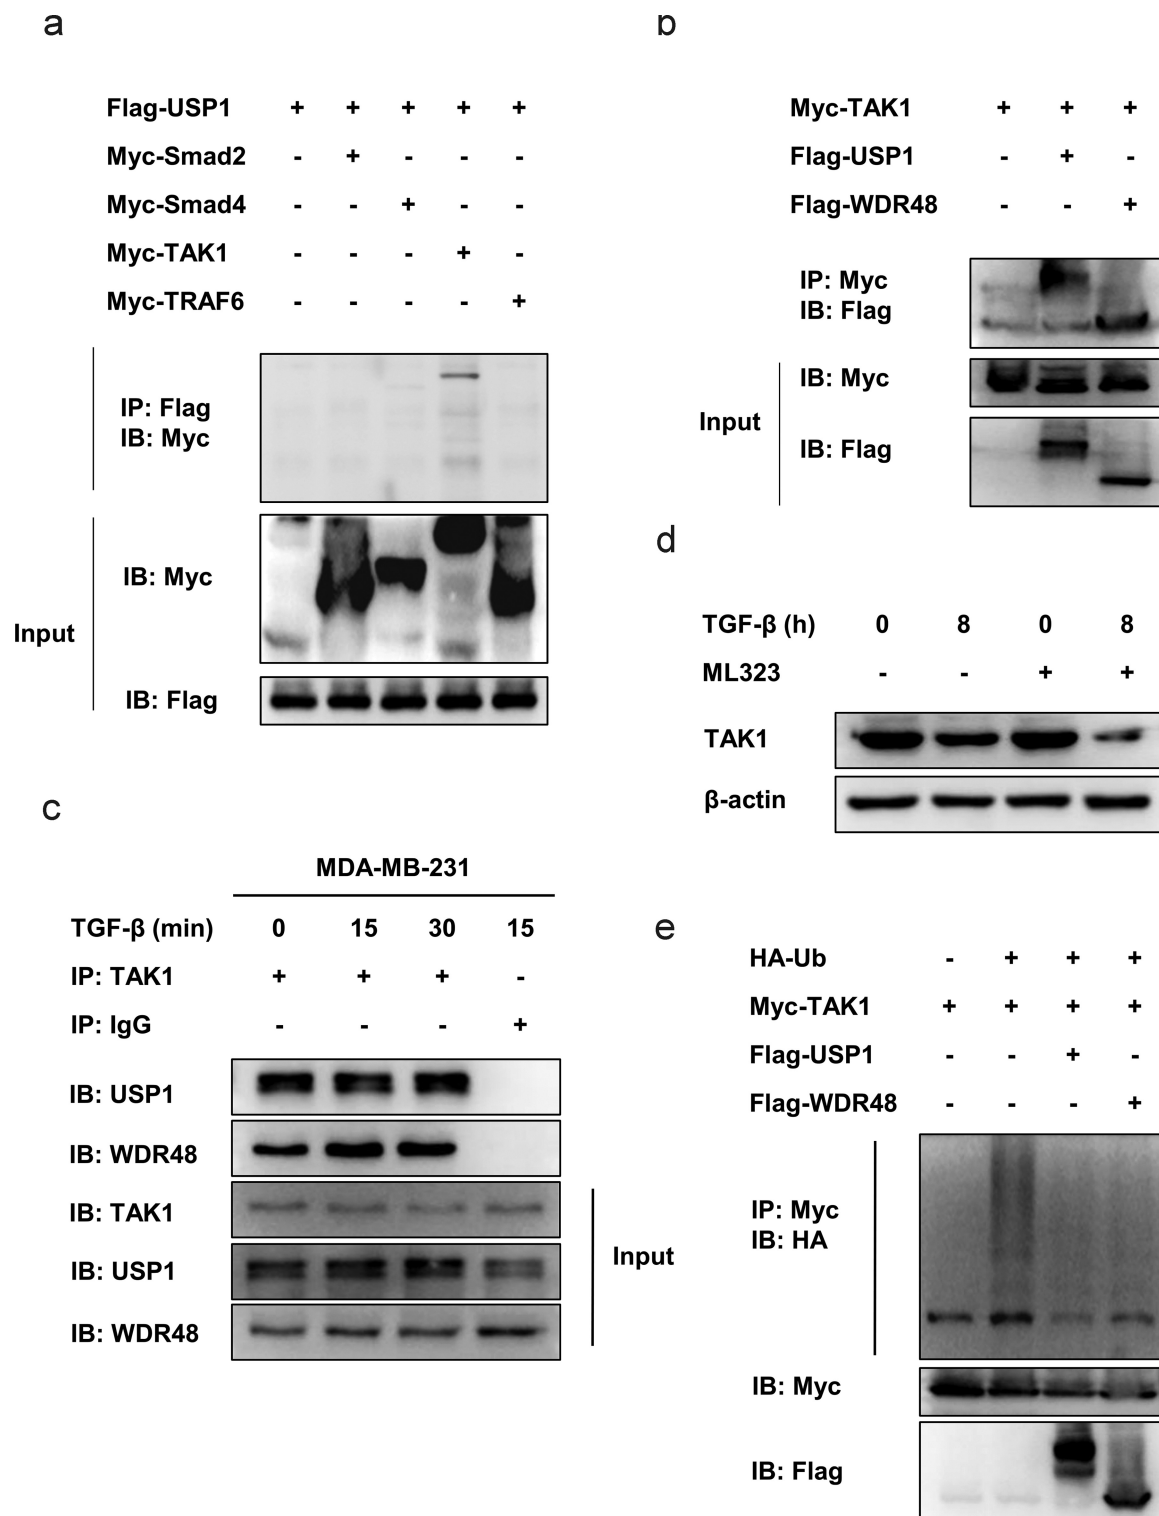 a
Flag-USP1 + + + + +
Myc-Smad2 - + - - -
Myc-Smad4 - - + - -
Myc-TAK1 - - - + -
Myc-TRAF6 - - - - +
IP: Flag
IB: Myc
Input
IB: Myc
IB: Flag
b
Myc-TAK1 + + +
Flag-USP1 - + -
Flag-WDR48 - - +
IP: Myc
IB: Flag
Input
IB: Myc
IB: Flag
c
MDA-MB-231
TGF-β (min) 0 15 30 15
IP: TAK1 + + + -
IP: IgG - - - +
IB: USP1
IB: WDR48
IB: TAK1
IB: USP1
IB: WDR48
Input
d
TGF-β (h) 0 8 0 8
ML323 - - + +
TAK1
β-actin
e
HA-Ub - + + +
Myc-TAK1 + + + +
Flag-USP1 - - + -
Flag-WDR48 - - - +
IP: Myc
IB: HA
IB: Myc
IB: Flag